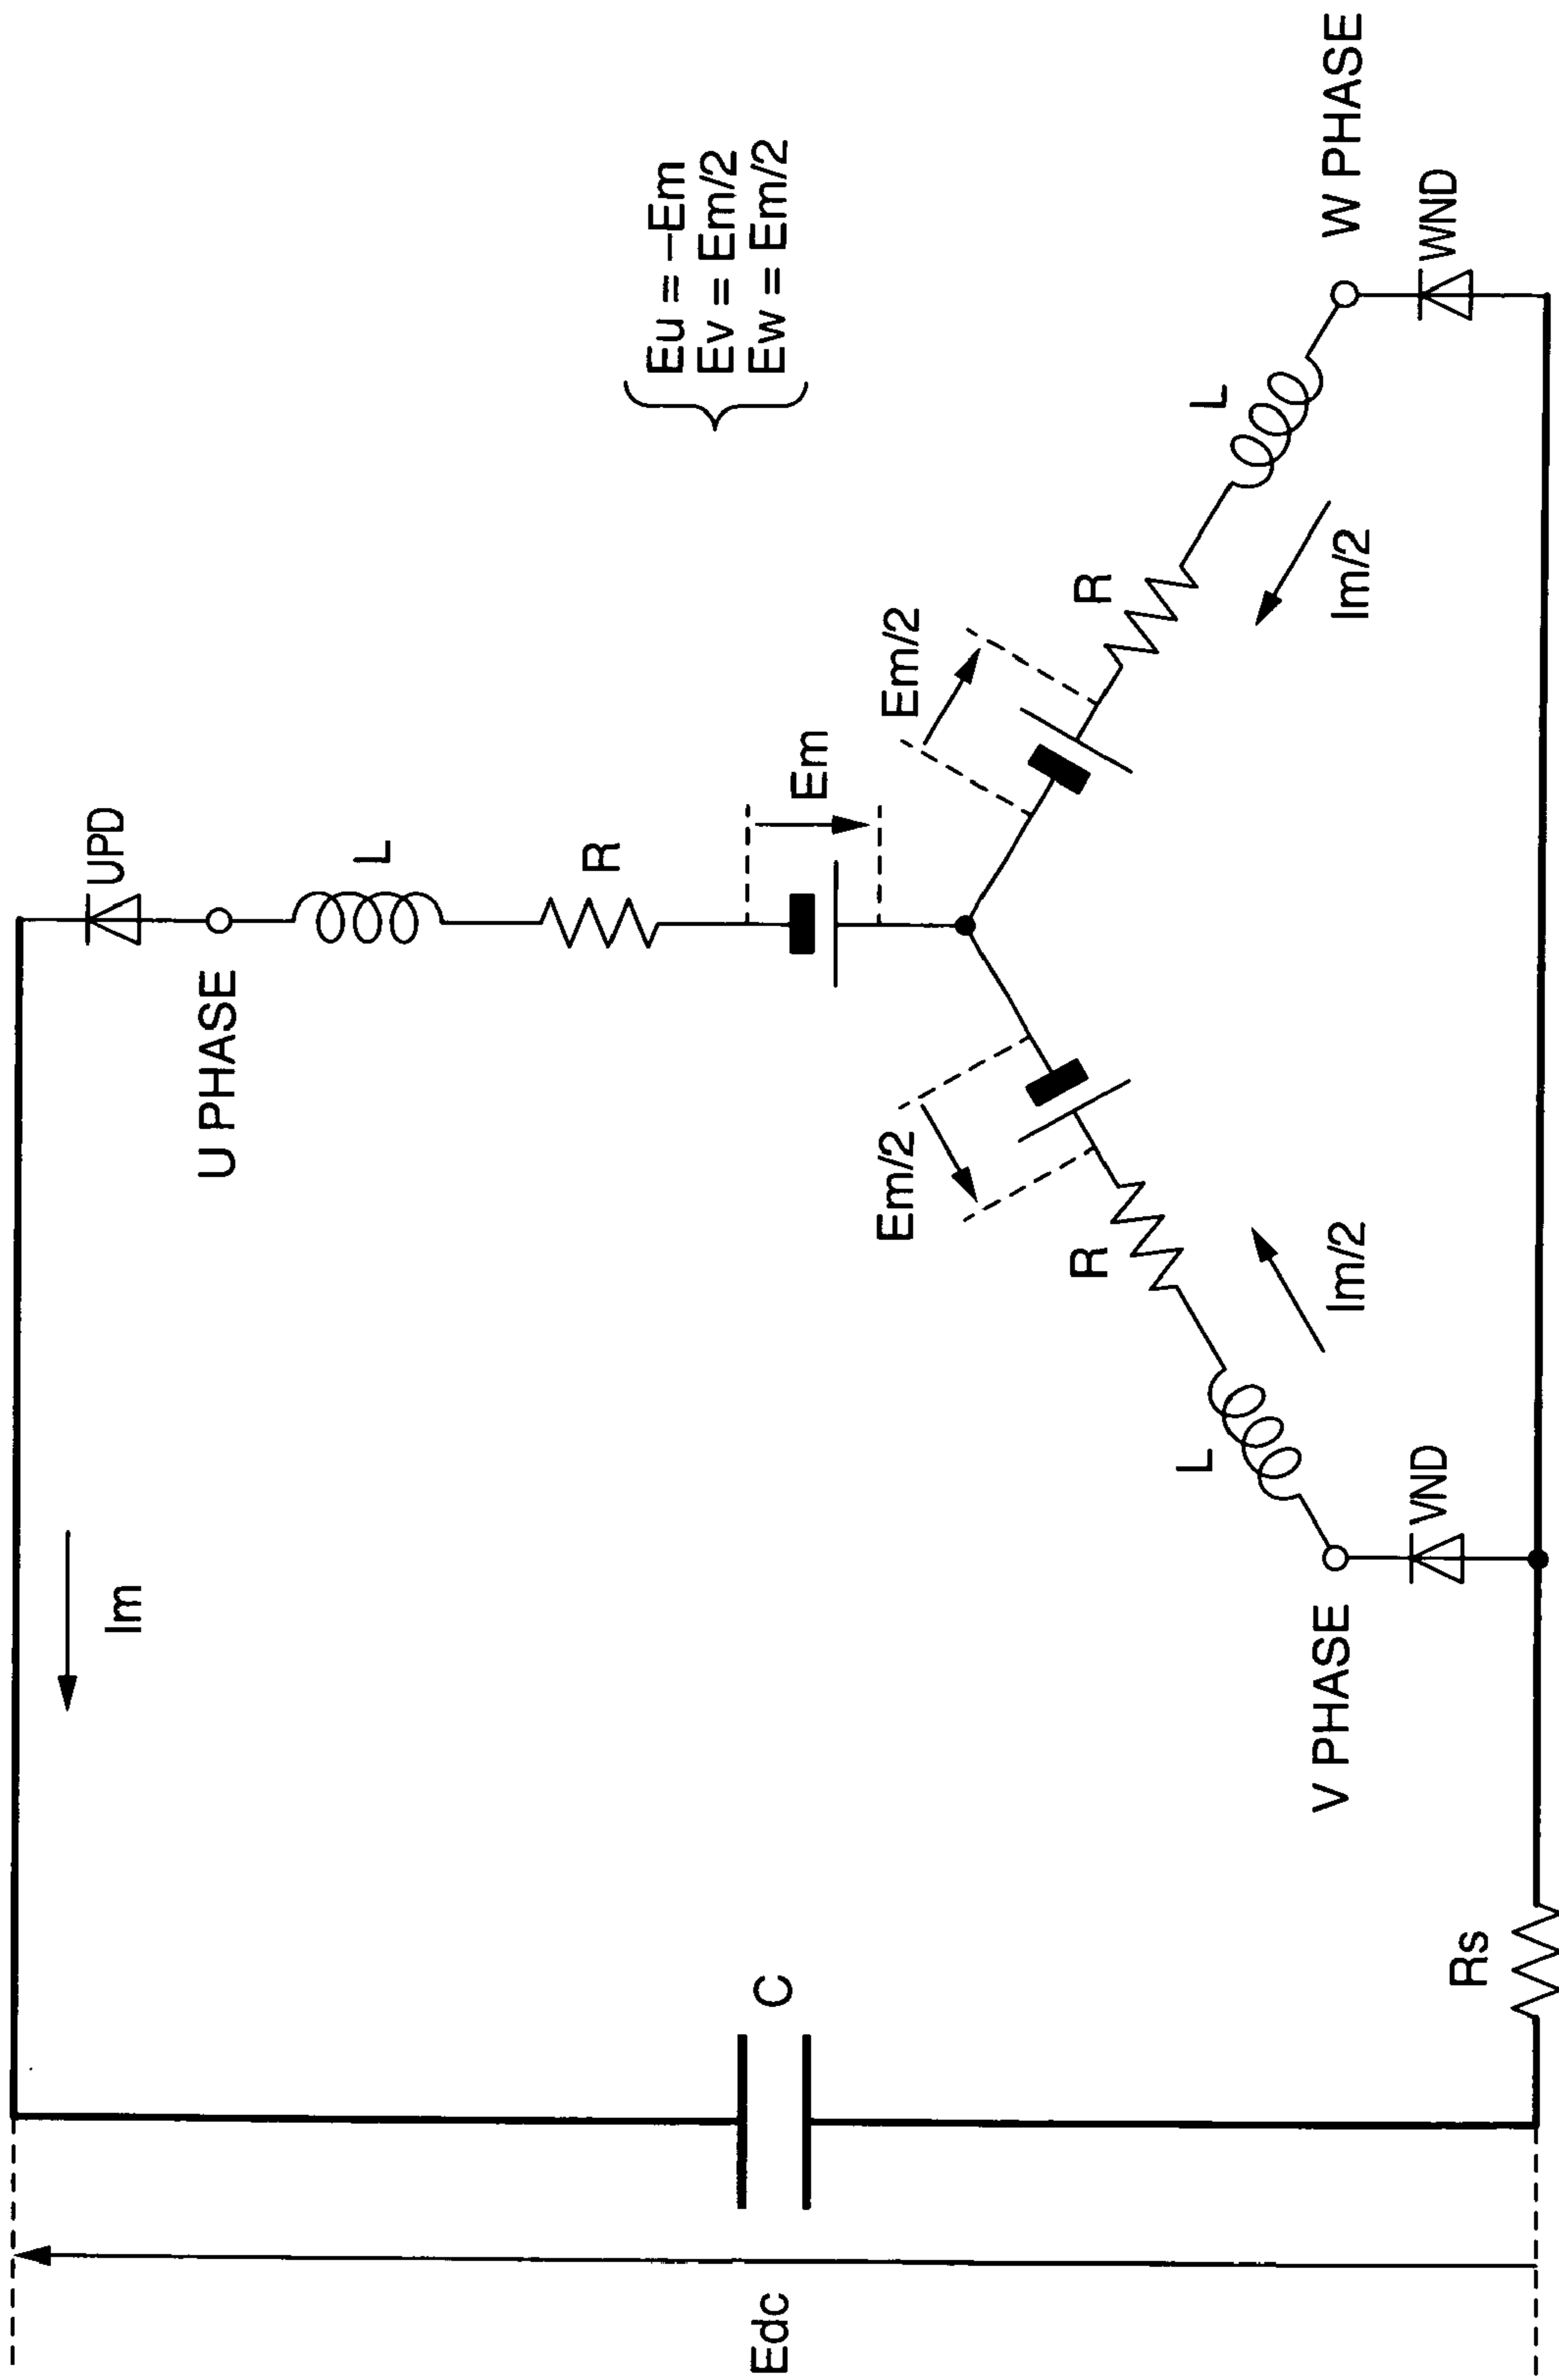 Edc
C
Rs
Im
U PHASE
UPD
L
R
Em
Em/2
Em/2
R
L
Im/2
V PHASE
VND
R
L
Im/2
W PHASE
WND
Eu = −Em
Ev = Em/2
Ew = Em/2